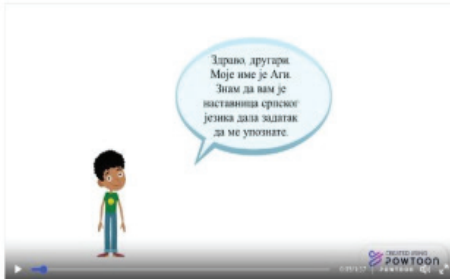 Здраво, другари.
Моје име је Аги.
Знам да вам је
наставница српског
језика дала задатак
да ме упознате.
CREATED USING
POWTOON
POWTOON